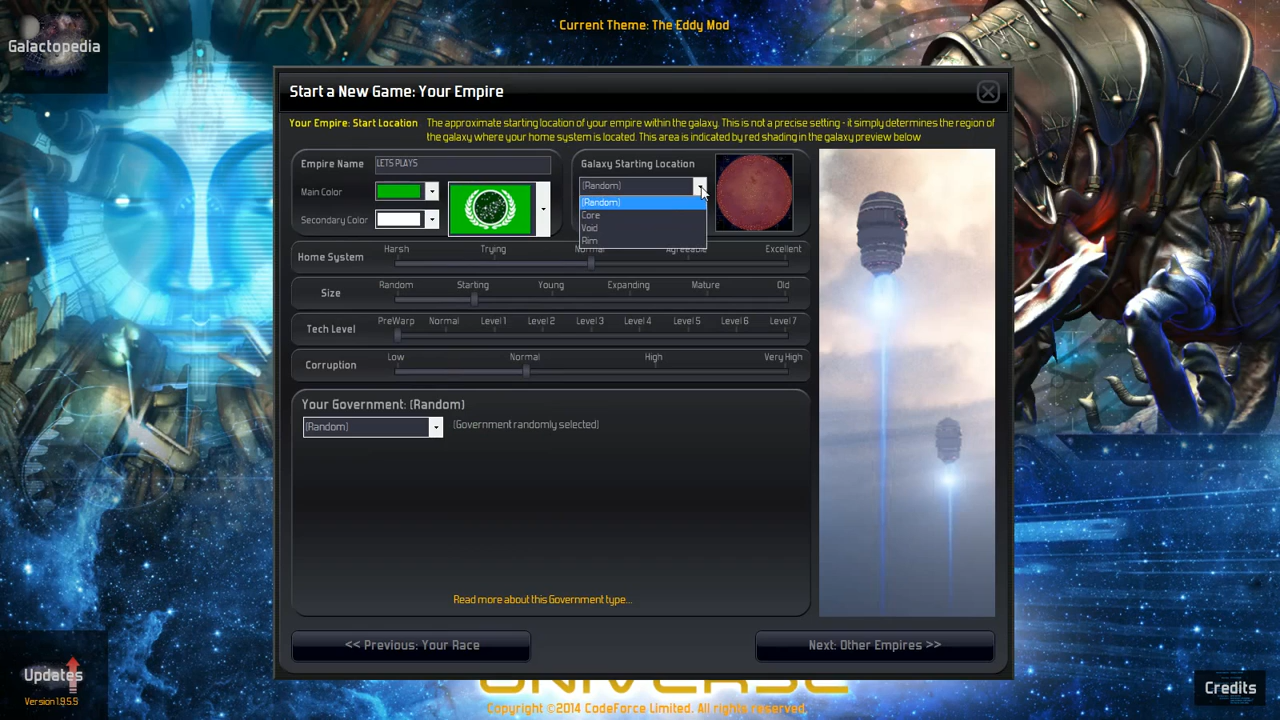 Galactopedia
Current Theme: The Eddy Mod
Start a New Game: Your Empire
Your Empire: Start Location
The approximate starting location of your empire within the galaxy. This is not a precise setting - it simply determines the region of
the galaxy where your home system is located. This area is indicated by red shading in the galaxy preview below
Empire Name
LETS PLAYS
Main Color
Secondary Color
Galaxy Starting Location
(Random)
(Random)
Core
Void
Rim
Home System
Harsh Trying Normal Agreeable Excellent
Size
Random Starting Young Expanding Mature Old
Tech Level
PreWarp Normal Level 1 Level 2 Level 3 Level 4 Level 5 Level 6 Level 7
Corruption
Low Normal High Very High
Your Government: (Random)
(Random)
(Government randomly selected)
Read more about this Government type...
<< Previous: Your Race
Next: Other Empires >>
Updates
Version 1.9.5.5
UNIVERSE
Copyright ©2014 CodeForce Limited. All rights reserved.
Credits